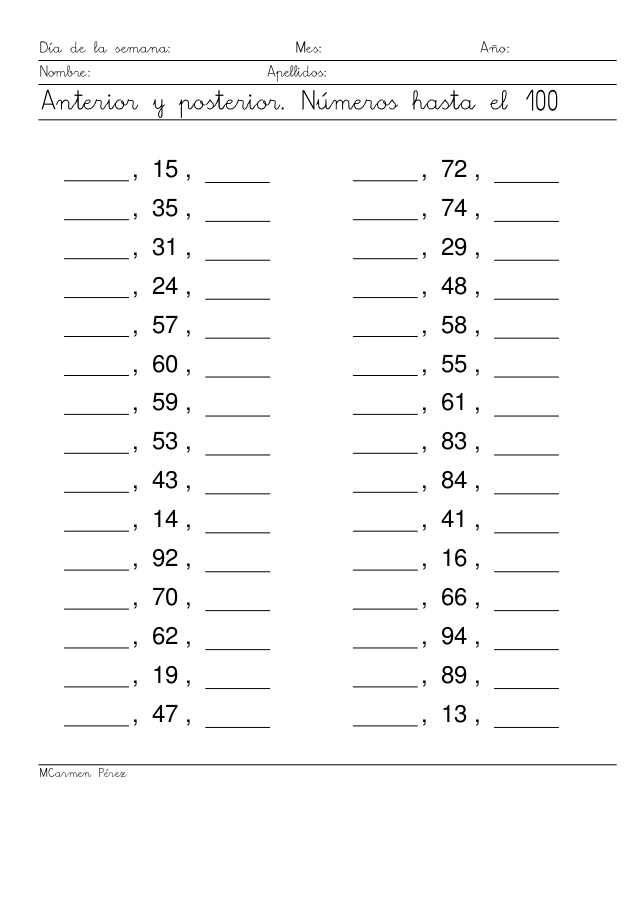 Día de la semana: Mes: Año:
Nombre: Apellidos:
Anterior y posterior. Números hasta el 100
______, 15 , ______ ______, 72 , ______
______, 35 , ______ ______, 74 , ______
______, 31 , ______ ______, 29 , ______
______, 24 , ______ ______, 48 , ______
______, 57 , ______ ______, 58 , ______
______, 60 , ______ ______, 55 , ______
______, 59 , ______ ______, 61 , ______
______, 53 , ______ ______, 83 , ______
______, 43 , ______ ______, 84 , ______
______, 14 , ______ ______, 41 , ______
______, 92 , ______ ______, 16 , ______
______, 70 , ______ ______, 66 , ______
______, 62 , ______ ______, 94 , ______
______, 19 , ______ ______, 89 , ______
______, 47 , ______ ______, 13 , ______
MCarmen Pérez